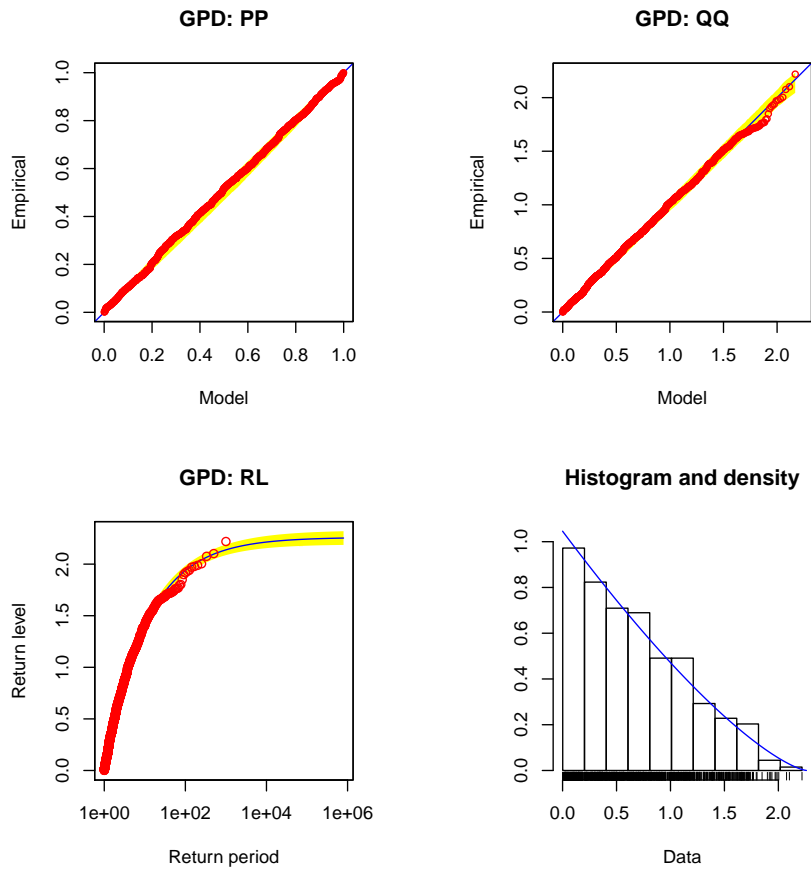 GPD: PP
Empirical
0.0 0.2 0.4 0.6 0.8 1.0
0.0 0.2 0.4 0.6 0.8 1.0
Model
GPD: QQ
Empirical
0.0 0.5 1.0 1.5 2.0
0.0 0.5 1.0 1.5 2.0
Model
GPD: RL
Return level
0.0 0.5 1.0 1.5 2.0
1e+00 1e+02 1e+04 1e+06
Return period
Histogram and density
0.0 0.2 0.4 0.6 0.8 1.0
0.0 0.5 1.0 1.5 2.0
Data